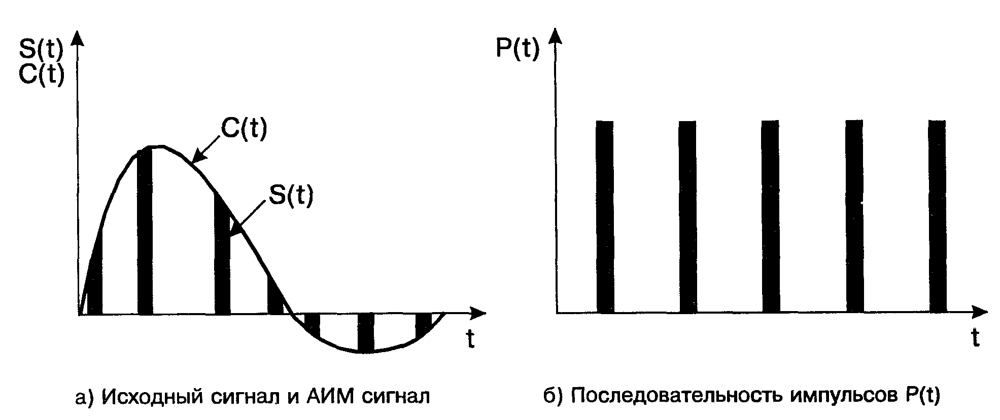 S(t)
C(t)
C(t)
S(t)
t
а) Исходный сигнал и АИМ сигнал
P(t)
t
б) Последовательность импульсов P(t)